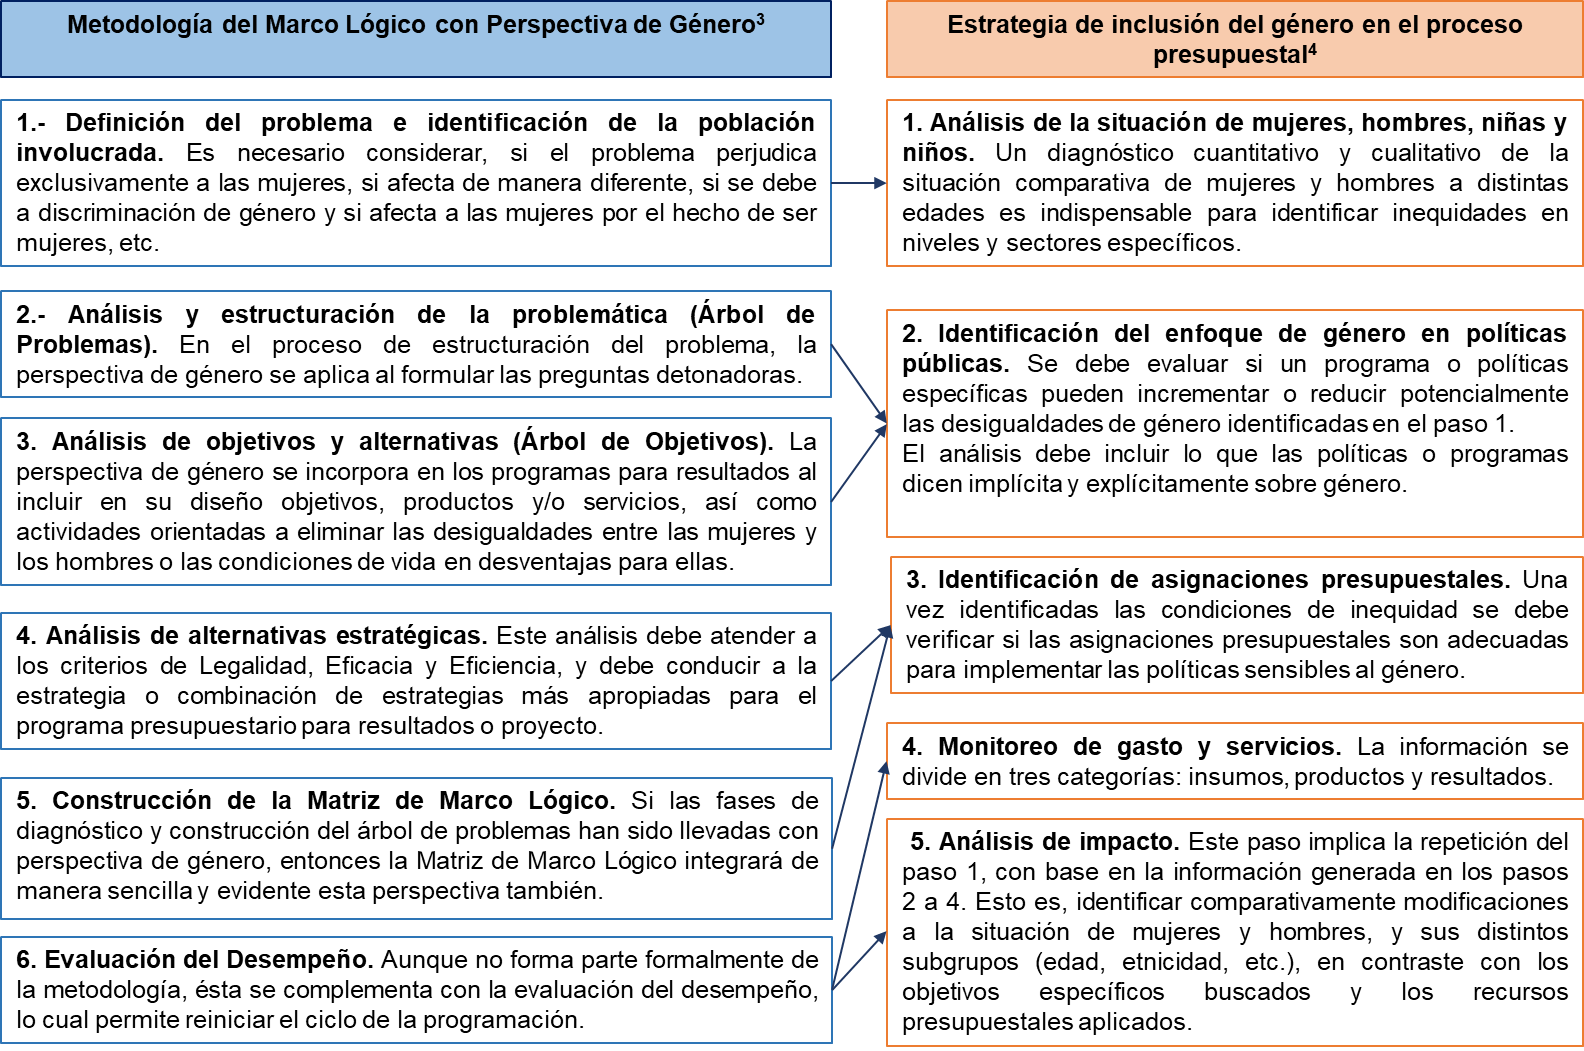 Metodología del Marco Lógico con Perspectiva de Género³
1.- Definición del problema e identificación de la población
involucrada. Es necesario considerar, si el problema perjudica
exclusivamente a las mujeres, si afecta de manera diferente, si se debe
a discriminación de género y si afecta a las mujeres por el hecho de ser
mujeres, etc.
2.- Análisis y estructuración de la problemática (Árbol de
Problemas). En el proceso de estructuración del problema, la
perspectiva de género se aplica al formular las preguntas detonadoras.
3. Análisis de objetivos y alternativas (Árbol de Objetivos). La
perspectiva de género se incorpora en los programas para resultados al
incluir en su diseño objetivos, productos y/o servicios, así como
actividades orientadas a eliminar las desigualdades entre las mujeres y
los hombres o las condiciones de vida en desventajas para ellas.
4. Análisis de alternativas estratégicas. Este análisis debe atender a
los criterios de Legalidad, Eficacia y Eficiencia, y debe conducir a la
estrategia o combinación de estrategias más apropiadas para el
programa presupuestario para resultados o proyecto.
5. Construcción de la Matriz de Marco Lógico. Si las fases de
diagnóstico y construcción del árbol de problemas han sido llevadas con
perspectiva de género, entonces la Matriz de Marco Lógico integrará de
manera sencilla y evidente esta perspectiva también.
6. Evaluación del Desempeño. Aunque no forma parte formalmente de
la metodología, ésta se complementa con la evaluación del desempeño,
lo cual permite reiniciar el ciclo de la programación.
Estrategia de inclusión del género en el proceso
presupuestal⁴
1. Análisis de la situación de mujeres, hombres, niñas y
niños. Un diagnóstico cuantitativo y cualitativo de la
situación comparativa de mujeres y hombres a distintas
edades es indispensable para identificar inequidades en
niveles y sectores específicos.
2. Identificación del enfoque de género en políticas
públicas. Se debe evaluar si un programa o políticas
específicas pueden incrementar o reducir potencialmente
las desigualdades de género identificadas en el paso 1.
El análisis debe incluir lo que las políticas o programas
dicen implícita y explícitamente sobre género.
3. Identificación de asignaciones presupuestales. Una
vez identificadas las condiciones de inequidad se debe
verificar si las asignaciones presupuestales son adecuadas
para implementar las políticas sensibles al género.
4. Monitoreo de gasto y servicios. La información se
divide en tres categorías: insumos, productos y resultados.
5. Análisis de impacto. Este paso implica la repetición del
paso 1, con base en la información generada en los pasos
2 a 4. Esto es, identificar comparativamente modificaciones
a la situación de mujeres y hombres, y sus distintos
subgrupos (edad, etnicidad, etc.), en contraste con los
objetivos específicos buscados y los recursos
presupuestales aplicados.